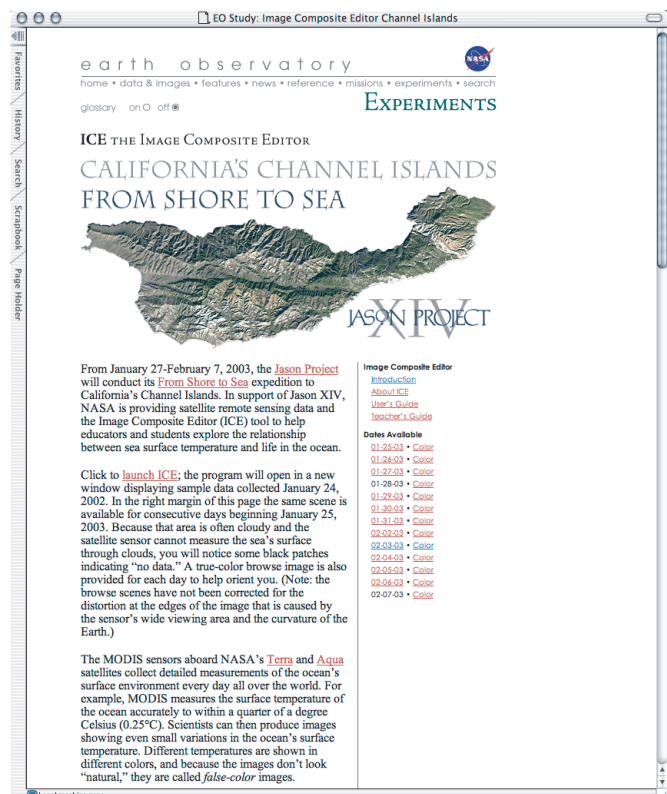 EO Study: Image Composite Editor Channel Islands
Favorites
History
Search
Scrapbook
Page Holder
earth observatory
NASA
home • data & images • features • news • reference • missions • experiments • search
glossary on off
EXPERIMENTS
ICE THE IMAGE COMPOSITE EDITOR
CALIFORNIA'S CHANNEL ISLANDS
FROM SHORE TO SEA
XIV
JASON PROJECT
From January 27-February 7, 2003, the Jason Project
will conduct its From Shore to Sea expedition to
California's Channel Islands. In support of Jason XIV,
NASA is providing satellite remote sensing data and
the Image Composite Editor (ICE) tool to help
educators and students explore the relationship
between sea surface temperature and life in the ocean.
Click to launch ICE; the program will open in a new
window displaying sample data collected January 24,
2002. In the right margin of this page the same scene is
available for consecutive days beginning January 25,
2003. Because that area is often cloudy and the
satellite sensor cannot measure the sea's surface
through clouds, you will notice some black patches
indicating “no data.” A true-color browse image is also
provided for each day to help orient you. (Note: the
browse scenes have not been corrected for the
distortion at the edges of the image that is caused by
the sensor's wide viewing area and the curvature of the
Earth.)
The MODIS sensors aboard NASA's Terra and Aqua
satellites collect detailed measurements of the ocean's
surface environment every day all over the world. For
example, MODIS measures the surface temperature of
the ocean accurately to within a quarter of a degree
Celsius (0.25°C). Scientists can then produce images
showing even small variations in the ocean's surface
temperature. Different temperatures are shown in
different colors, and because the images don't look
“natural,” they are called false-color images.
Image Composite Editor
Introduction
About ICE
User's Guide
Teacher's Guide
Dates Available
01-25-03 • Color
01-26-03 • Color
01-27-03 • Color
01-28-03 • Color
01-29-03 • Color
01-30-03 • Color
01-31-03 • Color
02-02-03 • Color
02-03-03 • Color
02-04-03 • Color
02-05-03 • Color
02-06-03 • Color
02-07-03 • Color